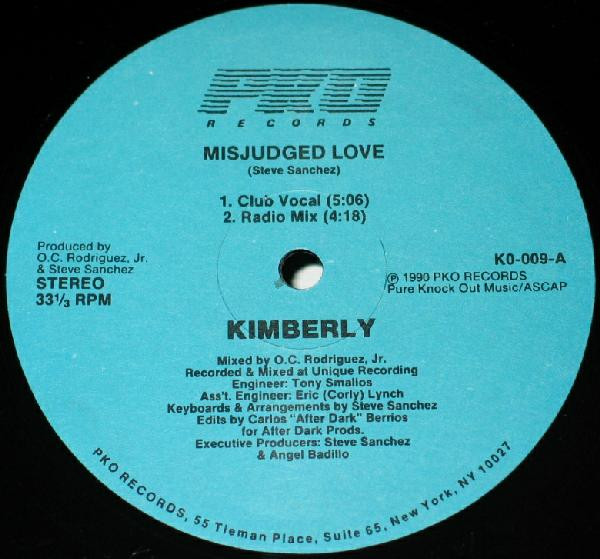 PKO
RECORDS
MISJUDGED LOVE
(Steve Sanchez)
1. Club Vocal (5:06)
2. Radio Mix (4:18)
Produced by
O.C. Rodriguez, Jr.
& Steve Sanchez
STEREO
33⅓ RPM
K0-009-A
℗ 1990 PKO RECORDS
Pure Knock Out Music/ASCAP
KIMBERLY
Mixed by O.C. Rodriguez, Jr.
Recorded & Mixed at Unique Recording
Engineer: Tony Smalios
Ass't. Engineer: Eric (Corly) Lynch
Keyboards & Arrangements by Steve Sanchez
Edits by Carlos "After Dark" Berrios
for After Dark Prods.
Executive Producers: Steve Sanchez
& Angel Badillo
PKO RECORDS, 55 Tieman Place, Suite 65, New York, NY 10027